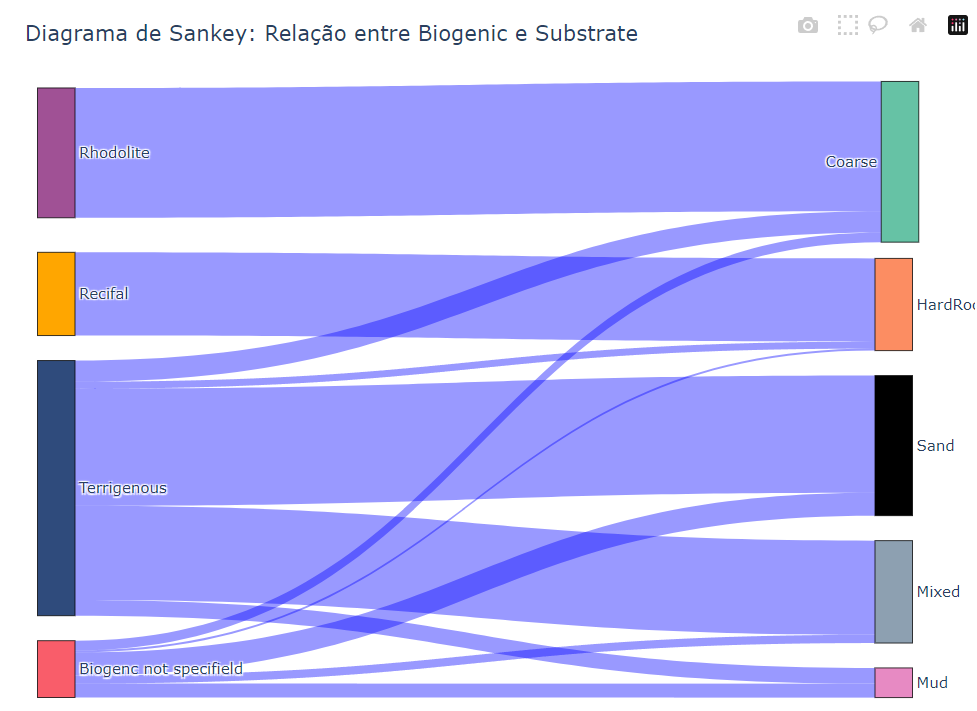 Diagrama de Sankey: Relação entre Biogenic e Substrate
Rhodolite
Coarse
Recifal
HardRoc
Sand
Terrigenous
Mixed
Biogenc not specifield
Mud